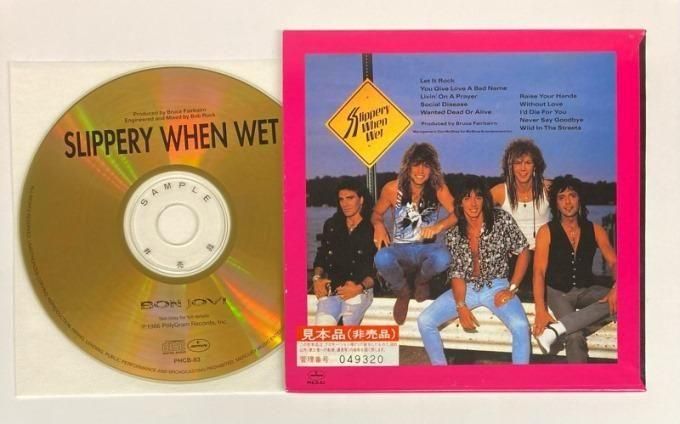 Produced by Bruce Fairbairn
Engineered and Mixed by Bob Rock
SLIPPERY WHEN WET
SAMPLE
非売品
BON JOVI
℗1986 PolyGram Records, Inc.
PHCB-83
mercury
Slippery
When
Wet
Let It Rock
You Give Love A Bad Name
Livin' On A Prayer
Social Disease
Wanted Dead Or Alive
Produced by Bruce Fairbairn
Raise Your Hands
Without Love
I'd Die For You
Never Say Goodbye
Wild In The Streets
見本品(非売品)
管理番号 049320